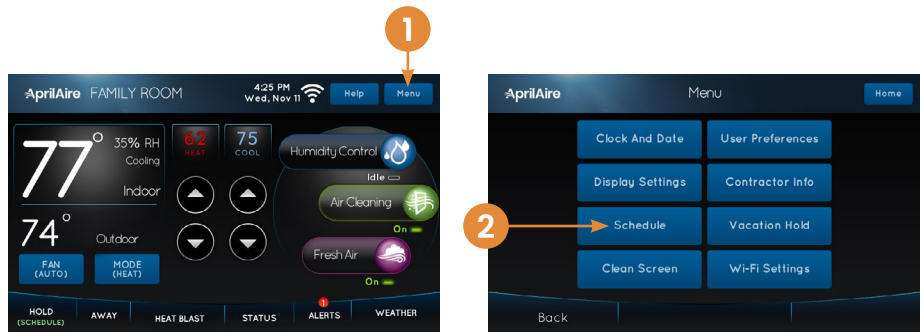 1
AprilAire FAMILY ROOM
4:25 PM
Wed, Nov 11
Help
Menu
77°
35% RH
Cooling
Indoor
74°
Outdoor
FAN
(AUTO)
MODE
(HEAT)
62
HEAT
75
COOL
Humidity Control
Idle
Air Cleaning
On
Fresh Air
On
HOLD
(SCHEDULE)
AWAY
HEAT BLAST
STATUS
1
ALERTS
WEATHER
AprilAire
Menu
Home
Clock And Date
User Preferences
Display Settings
Contractor Info
2
Schedule
Vacation Hold
Clean Screen
Wi-Fi Settings
Back